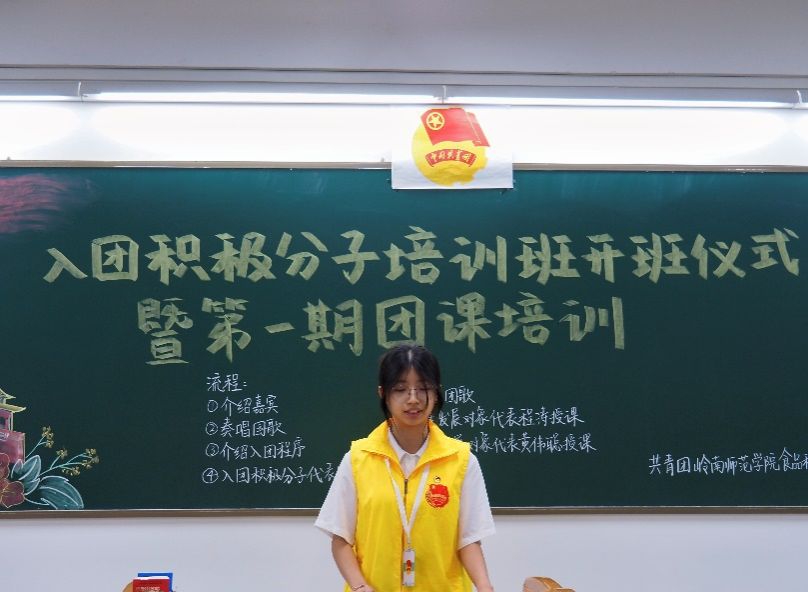 中国共青团
入团积极分子培训班开班仪式
暨第一期团课培训
流程:
①介绍嘉宾
②奏唱国歌
③介绍入团程序
④入团积极分子代表
团歌
发展对象代表程湾授课
对象代表黄伟聪授课
共青团岭南师范学院食品